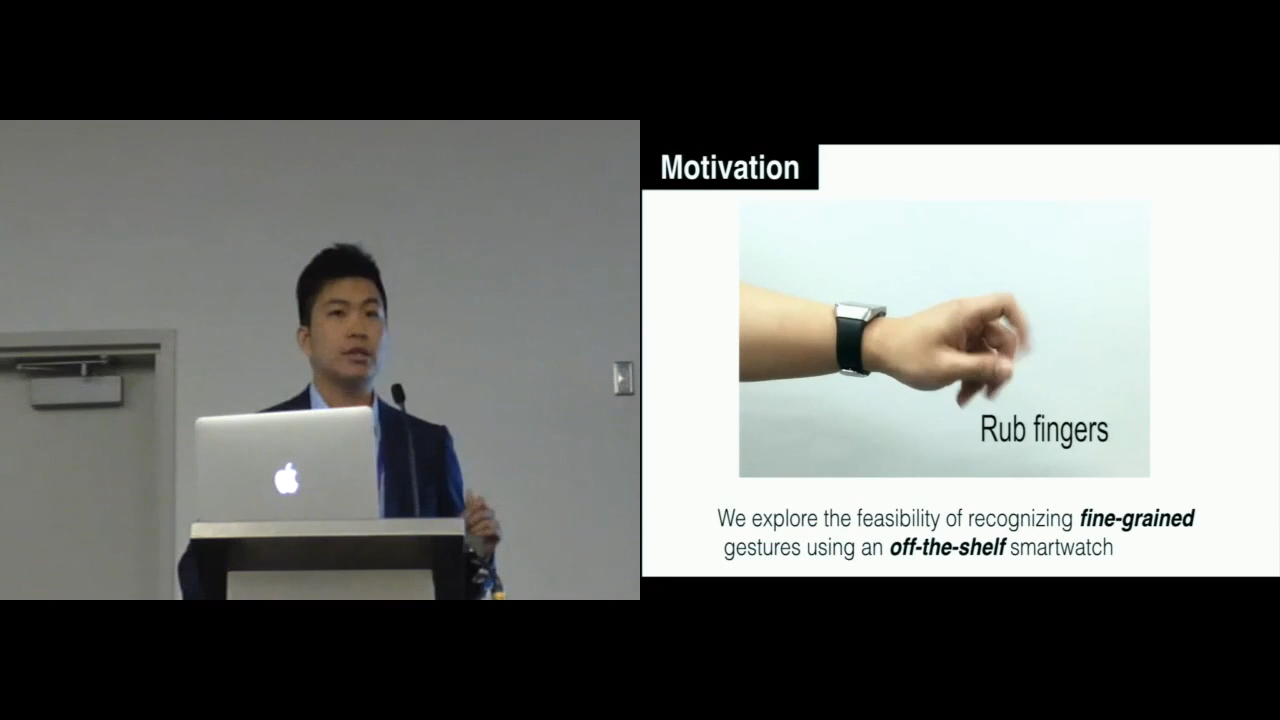 Motivation
Rub fingers
We explore the feasibility of recognizing fine-grained
gestures using an off-the-shelf smartwatch